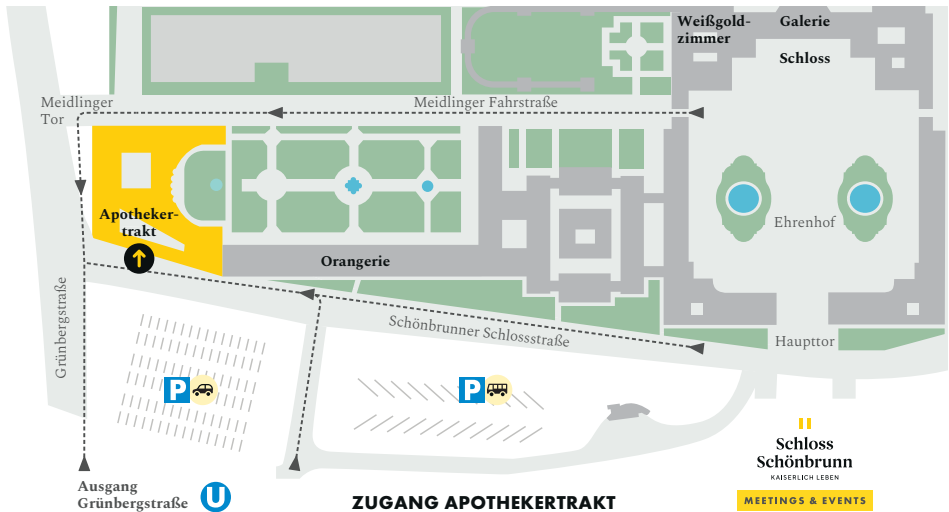 Weißgold-
zimmer
Galerie
Schloss
Meidlinger
Tor
Meidlinger Fahrstraße
Apotheker-
trakt
Ehrenhof
Orangerie
Grünbergstraße
Schönbrunner Schlossstraße
Haupttor
P
P
Ausgang
Grünbergstraße
U
ZUGANG APOTHEKERTRAKT
Schloss
Schönbrunn
KAISERLICH LEBEN
MEETINGS & EVENTS